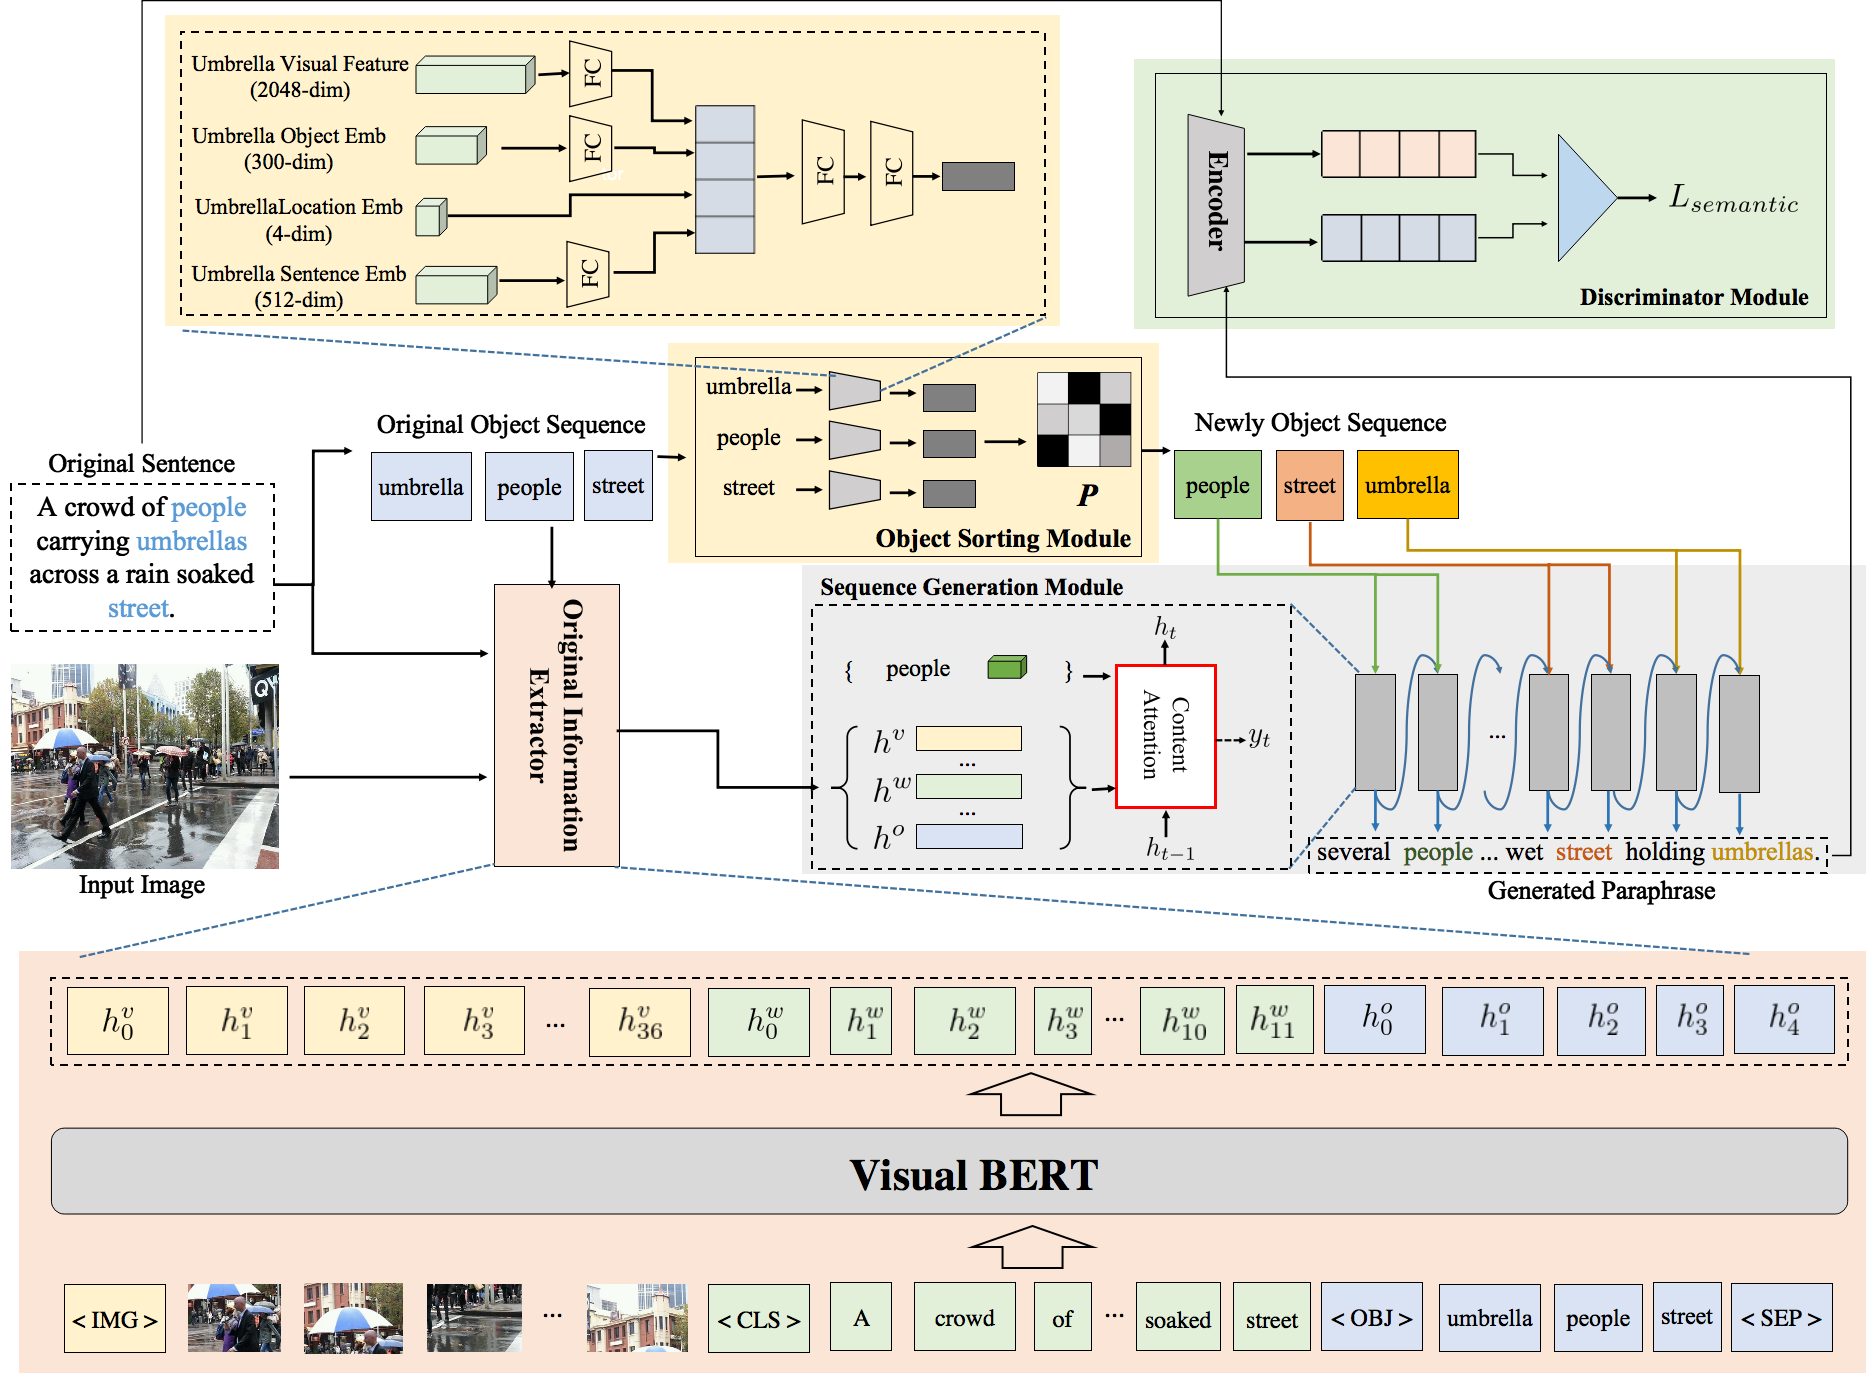 Umbrella Visual Feature
(2048-dim)
FC
Umbrella Object Emb
(300-dim)
FC
UmbrellaLocation Emb
(4-dim)
Umbrella Sentence Emb
(512-dim)
FC
FC
FC
Encoder
L_{semantic}
Discriminator Module
Original Sentence
A crowd of people
carrying umbrellas
across a rain soaked
street.
Input Image
Original Object Sequence
umbrella people street
umbrella
people
street
P
Object Sorting Module
Newly Object Sequence
people street umbrella
Original Information
Extractor
Sequence Generation Module
{ people }
h^v
...
h^w
...
h^o
h_t
Content
Attention
y_t
h_{t-1}
...
several people ... wet street holding umbrellas.
Generated Paraphrase
h_0^v h_1^v h_2^v h_3^v ... h_{36}^v h_0^w h_1^w h_2^w h_3^w ... h_{10}^w h_{11}^w h_0^o h_1^o h_2^o h_3^o h_4^o
Visual BERT
< IMG > ... < CLS > A crowd of ... soaked street < OBJ > umbrella people street < SEP >